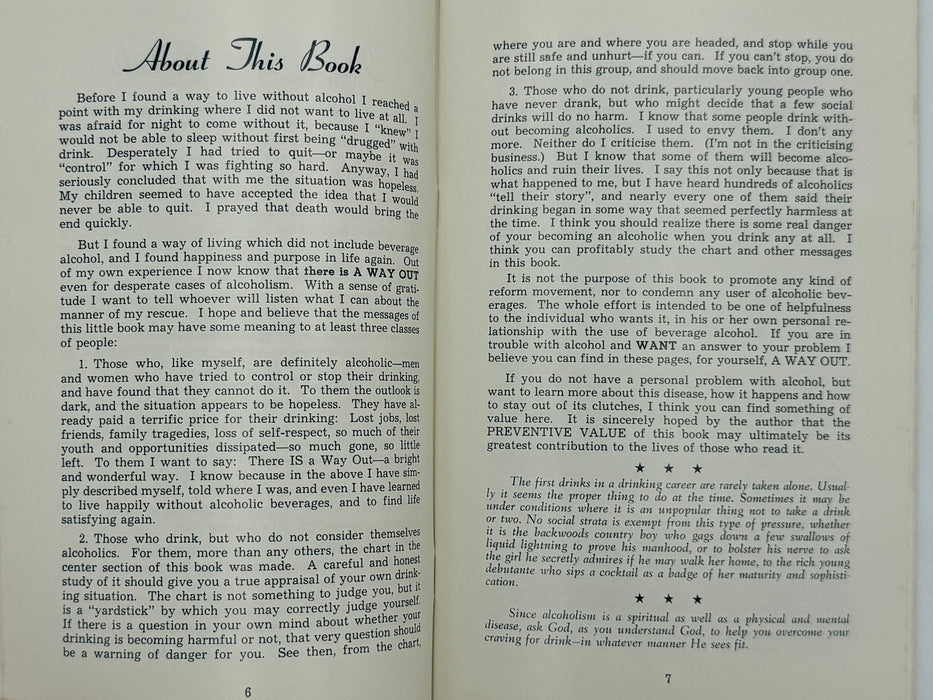 About This Book
Before I found a way to live without alcohol I reached a
point with my drinking where I did not want to live at all. I
was afraid for night to come without it, because I "knew" I
would not be able to sleep without first being "drugged" with
drink. Desperately I had tried to quit—or maybe it was
"control" for which I was fighting so hard. Anyway, I had
seriously concluded that with me the situation was hopeless.
My children seemed to have accepted the idea that I would
never be able to quit. I prayed that death would bring the
end quickly.
But I found a way of living which did not include beverage
alcohol, and I found happiness and purpose in life again. Out
of my own experience I now know that there is A WAY OUT
even for desperate cases of alcoholism. With a sense of grati-
tude I want to tell whoever will listen what I can about the
manner of my rescue. I hope and believe that the messages of
this little book may have some meaning to at least three classes
of people:
1. Those who, like myself, are definitely alcoholic—men
and women who have tried to control or stop their drinking,
and have found that they cannot do it. To them the outlook is
dark, and the situation appears to be hopeless. They have al-
ready paid a terrific price for their drinking: Lost jobs, lost
friends, family tragedies, loss of self-respect, so much of their
youth and opportunities dissipated—so much gone, so little
left. To them I want to say: There IS a Way Out—a bright
and wonderful way. I know because in the above I have sim-
ply described myself, told where I was, and even I have learned
to live happily without alcoholic beverages, and to find life
satisfying again.
2. Those who drink, but who do not consider themselves
alcoholics. For them, more than any others, the chart in the
center section of this book was made. A careful and honest
study of it should give you a true appraisal of your own drink-
ing situation. The chart is not something to judge you, but it
is a "yardstick" by which you may correctly judge yourself.
If there is a question in your own mind about whether your
drinking is becoming harmful or not, that very question should
be a warning of danger for you. See then, from the chart,
6
where you are and where you are headed, and stop while you
are still safe and unhurt—if you can. If you can't stop, you do
not belong in this group, and should move back into group one.
3. Those who do not drink, particularly young people who
have never drank, but who might decide that a few social
drinks will do no harm. I know that some people drink with-
out becoming alcoholics. I used to envy them. I don't any
more. Neither do I criticise them. (I'm not in the criticising
business.) But I know that some of them will become alco-
holics and ruin their lives. I say this not only because that is
what happened to me, but I have heard hundreds of alcoholics
"tell their story", and nearly every one of them said their
drinking began in some way that seemed perfectly harmless at
the time. I think you should realize there is some real danger
of your becoming an alcoholic when you drink any at all. I
think you can profitably study the chart and other messages
in this book.
It is not the purpose of this book to promote any kind of
reform movement, nor to condemn any user of alcoholic bev-
erages. The whole effort is intended to be one of helpfulness
to the individual who wants it, in his or her own personal re-
lationship with the use of beverage alcohol. If you are in
trouble with alcohol and WANT an answer to your problem I
believe you can find in these pages, for yourself, A WAY OUT.
If you do not have a personal problem with alcohol, but
want to learn more about this disease, how it happens and how
to stay out of its clutches, I think you can find something of
value here. It is sincerely hoped by the author that the
PREVENTIVE VALUE of this book may ultimately be its
greatest contribution to the lives of those who read it.
★ ★ ★
The first drinks in a drinking career are rarely taken alone. Usual-
ly it seems the proper thing to do at the time. Sometimes it may be
under conditions where it is an unpopular thing not to take a drink
or two. No social strata is exempt from this type of pressure, whether
it is the backwoods country boy who gags down a few swallows of
liquid lightning to prove his manhood, or to bolster his nerve to ask
the girl he secretly admires if he may walk her home, to the rich young
debutante who sips a cocktail as a badge of her maturity and sophisti-
cation.
★ ★ ★
Since alcoholism is a spiritual as well as a physical and mental
disease, ask God, as you understand God, to help you overcome your
craving for drink—in whatever manner He sees fit.
7